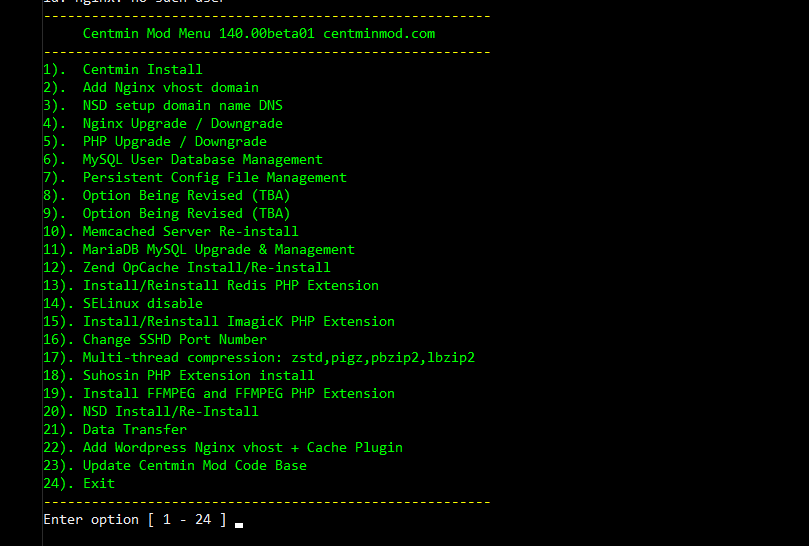 id: nginx: no such user
--------------------------------------------------------
Centmin Mod Menu 140.00beta01 centminmod.com
--------------------------------------------------------
1).  Centmin Install
2).  Add Nginx vhost domain
3).  NSD setup domain name DNS
4).  Nginx Upgrade / Downgrade
5).  PHP Upgrade / Downgrade
6).  MySQL User Database Management
7).  Persistent Config File Management
8).  Option Being Revised (TBA)
9).  Option Being Revised (TBA)
10). Memcached Server Re-install
11). MariaDB MySQL Upgrade & Management
12). Zend OpCache Install/Re-install
13). Install/Reinstall Redis PHP Extension
14). SELinux disable
15). Install/Reinstall ImagicK PHP Extension
16). Change SSHD Port Number
17). Multi-thread compression: zstd,pigz,pbzip2,lbzip2
18). Suhosin PHP Extension install
19). Install FFMPEG and FFMPEG PHP Extension
20). NSD Install/Re-Install
21). Data Transfer
22). Add Wordpress Nginx vhost + Cache Plugin
23). Update Centmin Mod Code Base
24). Exit
--------------------------------------------------------
Enter option [ 1 - 24 ]